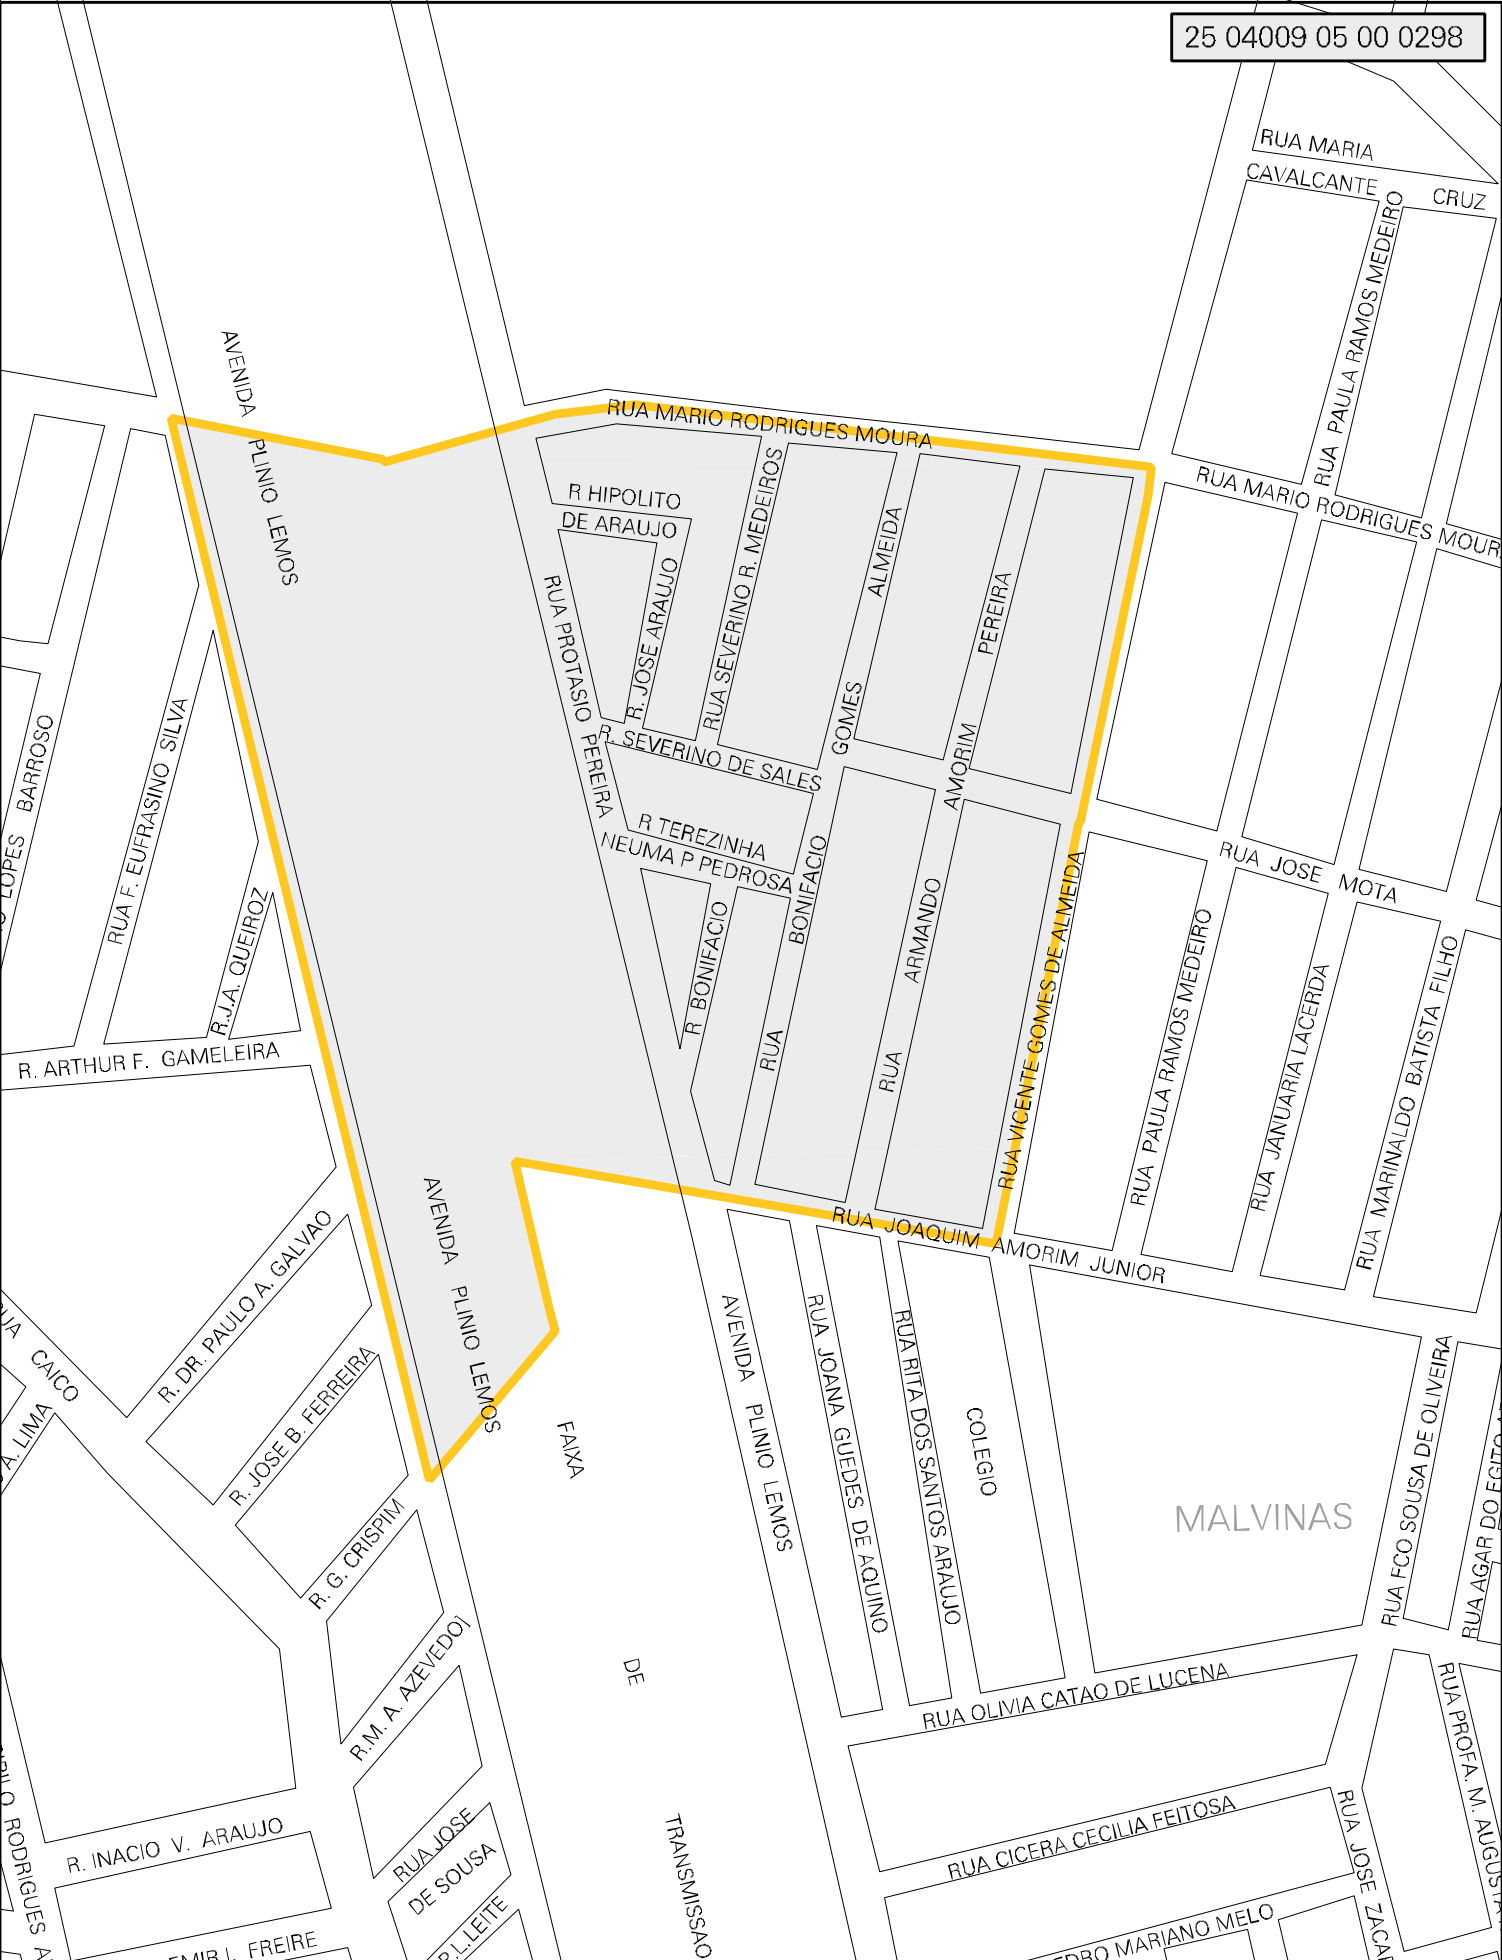 25 04009 05 00 0298
RUA MARIA
CAVALCANTE CRUZ
RUA PAULA RAMOS MEDEIRO
AVENIDA PLINIO LEMOS
RUA MARIO RODRIGUES MOURA
RUA MARIO RODRIGUES MOUR
R HIPOLITO
DE ARAUJO
R. JOSE ARAUJO
RUA SEVERINO R. MEDEIROS
RUA BONIFACIO GOMES ALMEIDA
RUA ARMANDO AMORIM PEREIRA
RUA PROTASIO PEREIRA
R. SEVERINO DE SALES
R TEREZINHA
NEUMA P PEDROSA
R BONIFACIO
RUA VICENTE GOMES DE ALMEIDA
RUA JOSE MOTA
RUA PAULA RAMOS MEDEIRO
RUA JANUARIA LACERDA
RUA MARINALDO BATISTA FILHO
LOPES BARROSO
RUA F. EUFRASINO SILVA
R.J.A. QUEIROZ
R. ARTHUR F. GAMELEIRA
AVENIDA PLINIO LEMOS
RUA JOAQUIM AMORIM JUNIOR
R. DR. PAULO A. GALVAO
R. JOSE B. FERREIRA
CAICO
A. LIMA
R. G. CRISPIM
R.M. A. AZEVEDO
FAIXA DE TRANSMISSAO
AVENIDA PLINIO LEMOS
RUA JOANA GUEDES DE AQUINO
RUA RITA DOS SANTOS ARAUJO
COLEGIO
MALVINAS
RUA FCO SOUSA DE OLIVEIRA
RUA AGAR DO EGITO
RUA OLIVIA CATAO DE LUCENA
RUA CICERA CECILIA FEITOSA
RUA PROFA. M. AUGUSTA
RUA JOSE ZACAR
MARIANO MELO
R. INACIO V. ARAUJO
RODRIGUES A
FREIRE
RUA JOSE
DE SOUSA
L. LEITE